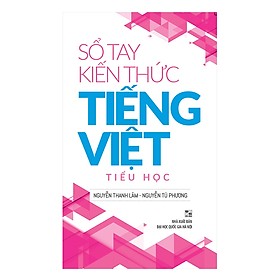 SỔ TAY
KIẾN THỨC
TIẾNG
VIỆT
TIỂU HỌC
NGUYỄN THANH LÂM - NGUYỄN TÚ PHƯƠNG
NHÀ XUẤT BẢN
ĐẠI HỌC QUỐC GIA HÀ NỘI